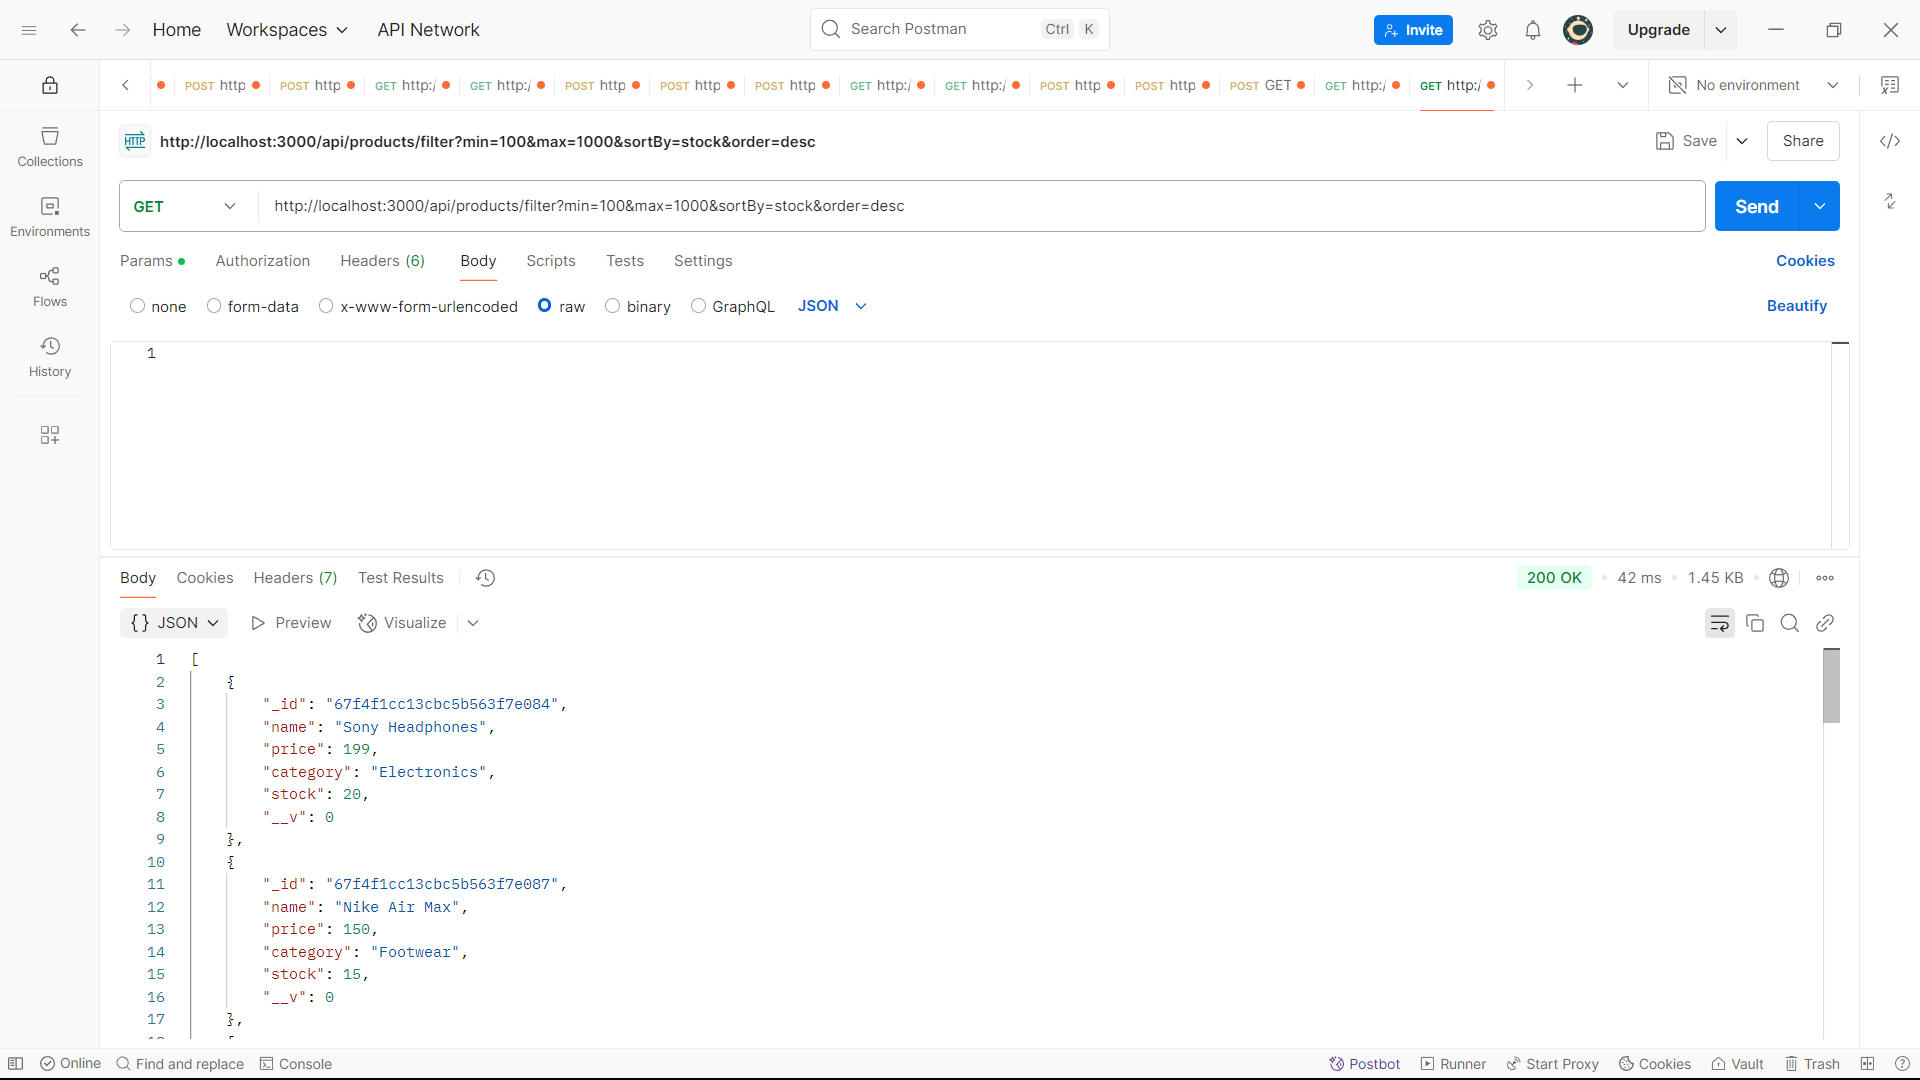 Home
Workspaces
API Network
Search Postman
Ctrl K
Invite
Upgrade
POST http
POST http
GET http:/
GET http:/
POST http
POST http
POST http
GET http:/
GET http:/
POST http
POST http
POST GET
GET http:/
GET http:/
No environment
Collections
Environments
Flows
History
HTTP
http://localhost:3000/api/products/filter?min=100&max=1000&sortBy=stock&order=desc
Save
Share
GET
http://localhost:3000/api/products/filter?min=100&max=1000&sortBy=stock&order=desc
Send
Params
Authorization
Headers (6)
Body
Scripts
Tests
Settings
Cookies
none
form-data
x-www-form-urlencoded
raw
binary
GraphQL
JSON
Beautify
1
Body
Cookies
Headers (7)
Test Results
200 OK
42 ms
1.45 KB
{} JSON
Preview
Visualize
1 [
2 {
3 "_id": "67f4f1cc13cbc5b563f7e084",
4 "name": "Sony Headphones",
5 "price": 199,
6 "category": "Electronics",
7 "stock": 20,
8 "__v": 0
9 },
10 {
11 "_id": "67f4f1cc13cbc5b563f7e087",
12 "name": "Nike Air Max",
13 "price": 150,
14 "category": "Footwear",
15 "stock": 15,
16 "__v": 0
17 },
Online
Find and replace
Console
Postbot
Runner
Start Proxy
Cookies
Vault
Trash